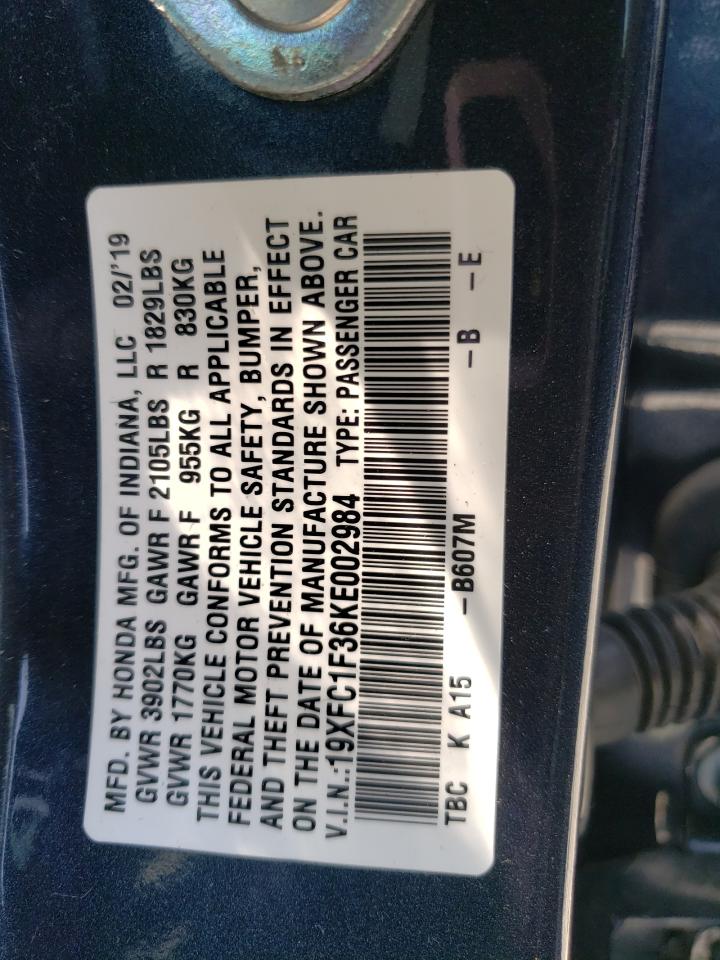 MFD. BY HONDA MFG. OF INDIANA, LLC 02/'19
GVWR 3902LBS GAWR F 2105LBS R 1829LBS
GVWR 1770KG GAWR F 955KG R 830KG
THIS VEHICLE CONFORMS TO ALL APPLICABLE
FEDERAL MOTOR VEHICLE SAFETY, BUMPER,
AND THEFT PREVENTION STANDARDS IN EFFECT
ON THE DATE OF MANUFACTURE SHOWN ABOVE.
V.I.N.:19XFC1F36KE002984 TYPE: PASSENGER CAR
TBC K A15 -B607M -B -E